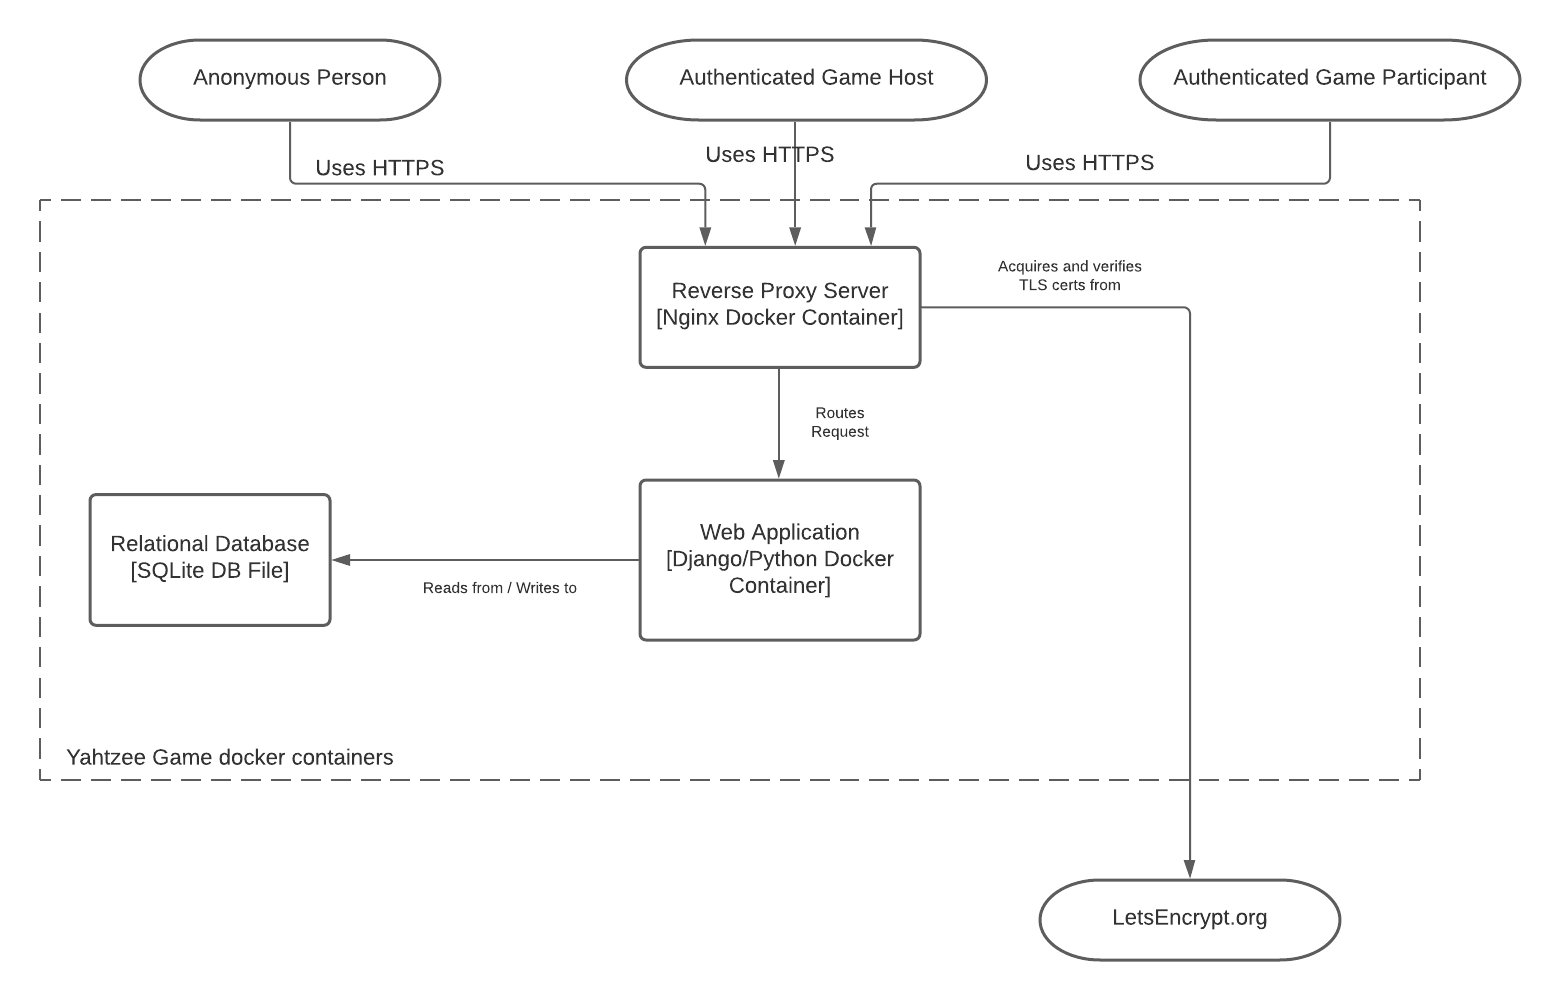 Anonymous Person
Authenticated Game Host
Authenticated Game Participant
Uses HTTPS
Uses HTTPS
Uses HTTPS
Reverse Proxy Server
[Nginx Docker Container]
Acquires and verifies
TLS certs from
Routes
Request
Relational Database
[SQLite DB File]
Reads from / Writes to
Web Application
[Django/Python Docker
Container]
Yahtzee Game docker containers
LetsEncrypt.org